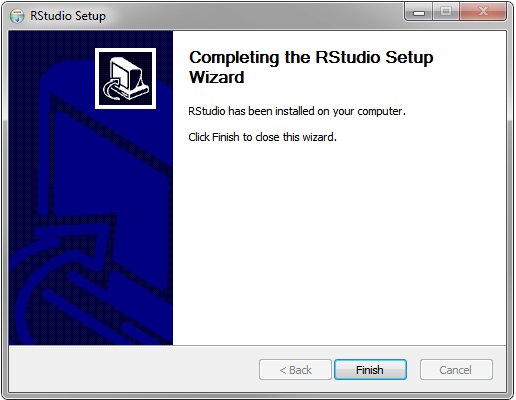 RStudio Setup
Completing the RStudio Setup
Wizard
RStudio has been installed on your computer.
Click Finish to close this wizard.
< Back
Finish
Cancel